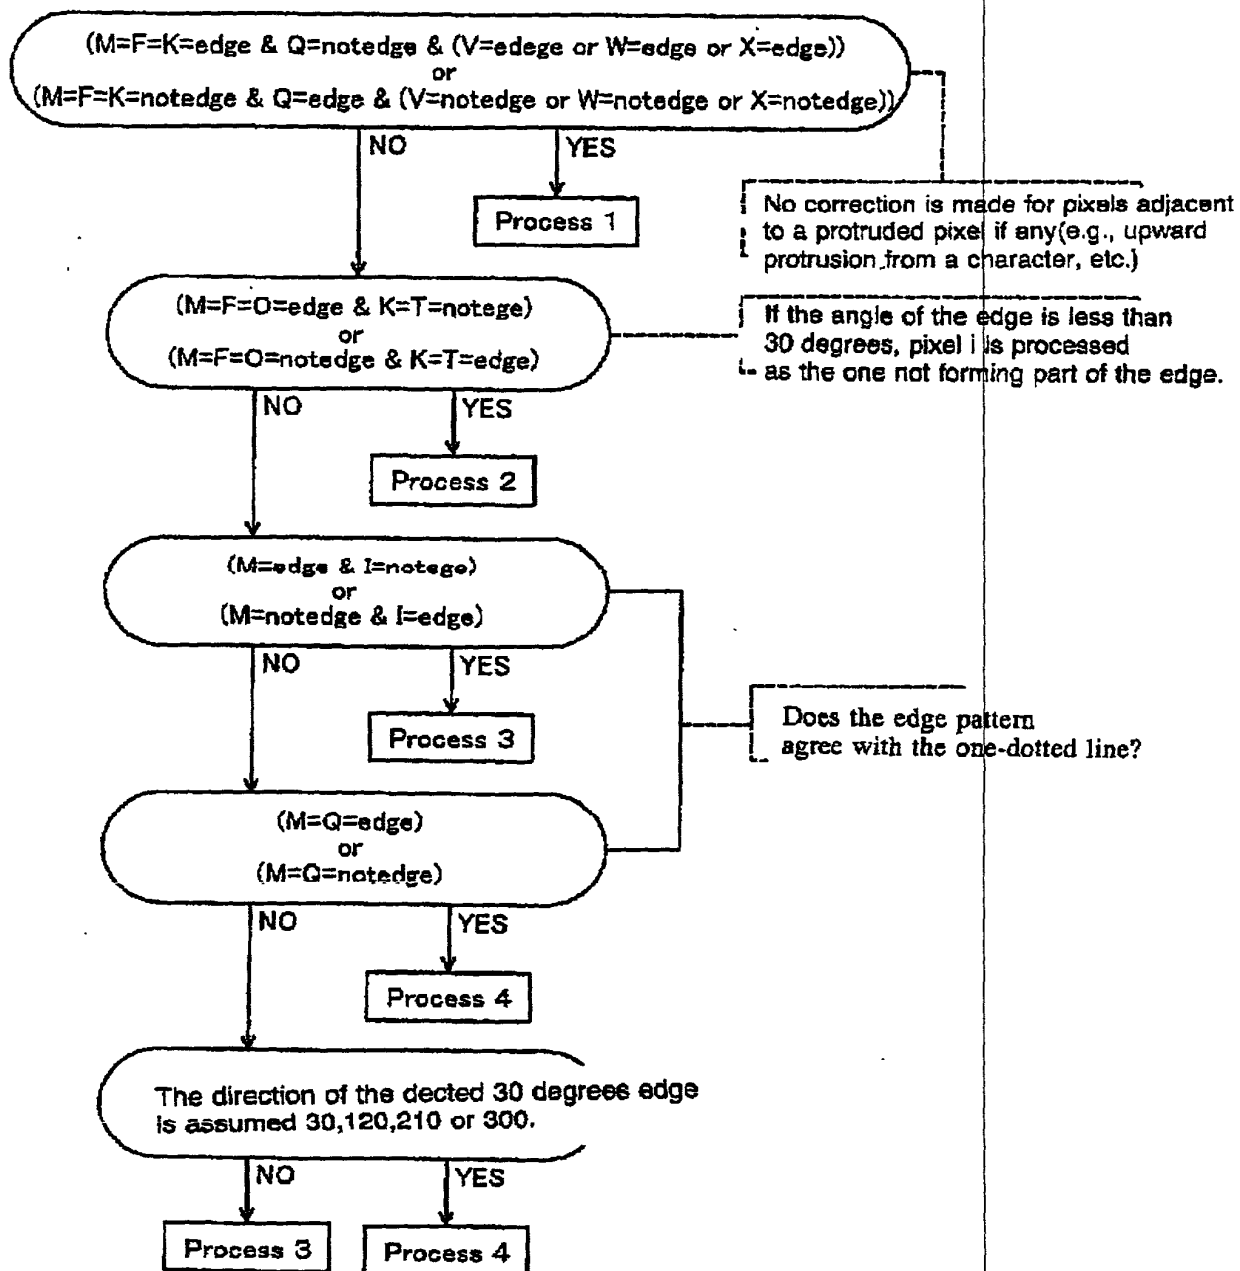 (M=F=K=edge & Q=notedge & (V=edege or W=edge or X=edge))
or
(M=F=K=notedge & Q=edge & (V=notedge or W=notedge or X=notedge))
NO
YES
Process 1
No correction is made for pixels adjacent
to a protruded pixel if any(e.g., upward
protrusion from a character, etc.)
(M=F=O=edge & K=T=notege)
or
(M=F=O=notedge & K=T=edge)
If the angle of the edge is less than
30 degrees, pixel i is processed
as the one not forming part of the edge.
NO
YES
Process 2
(M=edge & I=notege)
or
(M=notedge & I=edge)
NO
YES
Process 3
Does the edge pattern
agree with the one-dotted line?
(M=Q=edge)
or
(M=Q=notedge)
NO
YES
Process 4
The direction of the dected 30 degrees edge
is assumed 30,120,210 or 300.
NO
YES
Process 3
Process 4